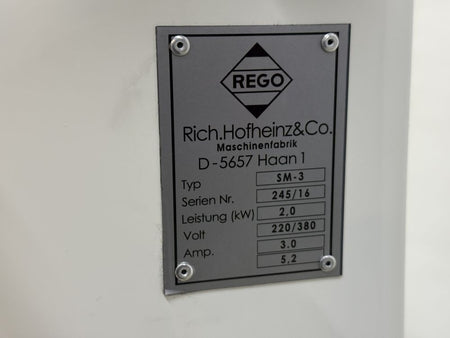 REGO
Rich.Hofheinz&Co.
Maschinenfabrik
D-5657 Haan 1
Typ SM-3
Serien Nr. 245/16
Leistung (kW) 2,0
Volt 220/380
Amp. 3.0
5,2